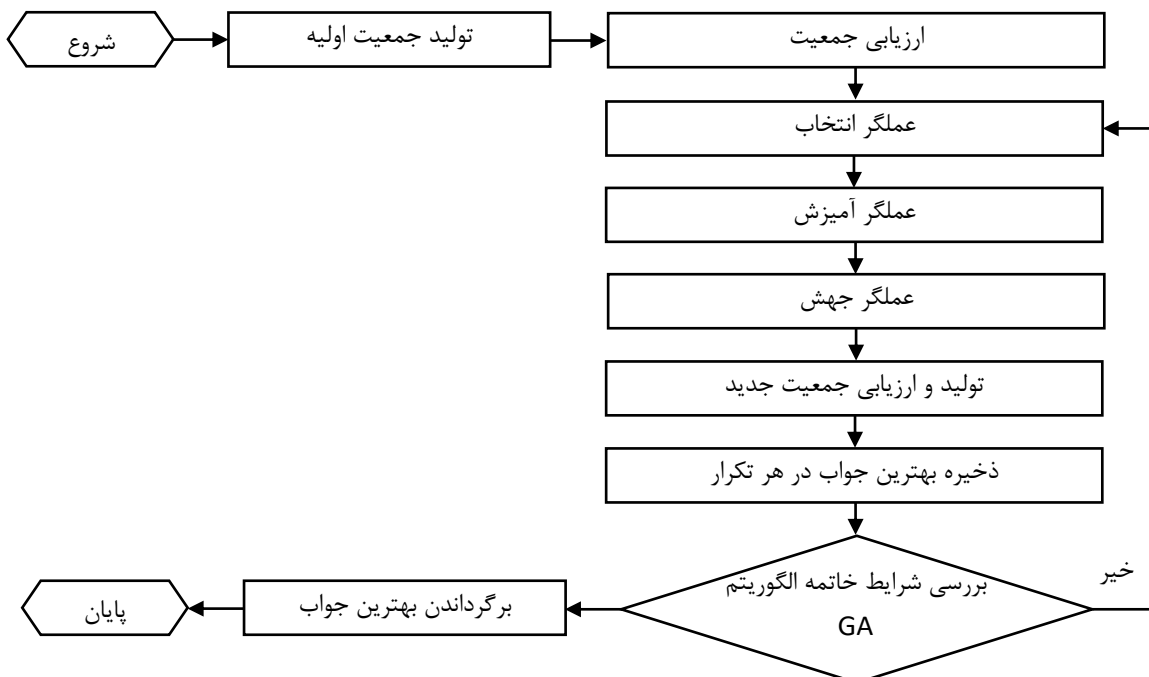 شروع
تولید جمعیت اولیه
ارزیابی جمعیت
عملگر انتخاب
عملگر آمیزش
عملگر جهش
تولید و ارزیابی جمعیت جدید
ذخیره بهترین جواب در هر تکرار
بررسی شرایط خاتمه الگوریتم
GA
خیر
برگرداندن بهترین جواب
پایان